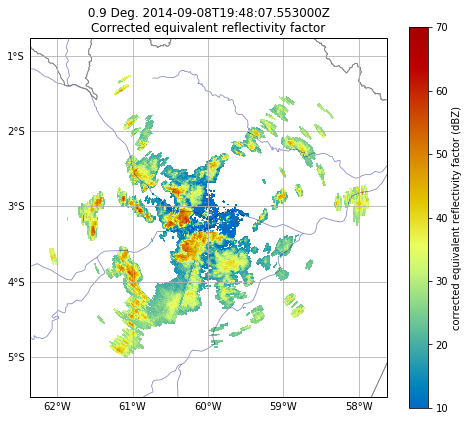 0.9 Deg. 2014-09-08T19:48:07.553000Z
Corrected equivalent reflectivity factor
1°S
2°S
3°S
4°S
5°S
62°W 61°W 60°W 59°W 58°W
70
60
50
40
30
20
10
corrected equivalent reflectivity factor (dBZ)